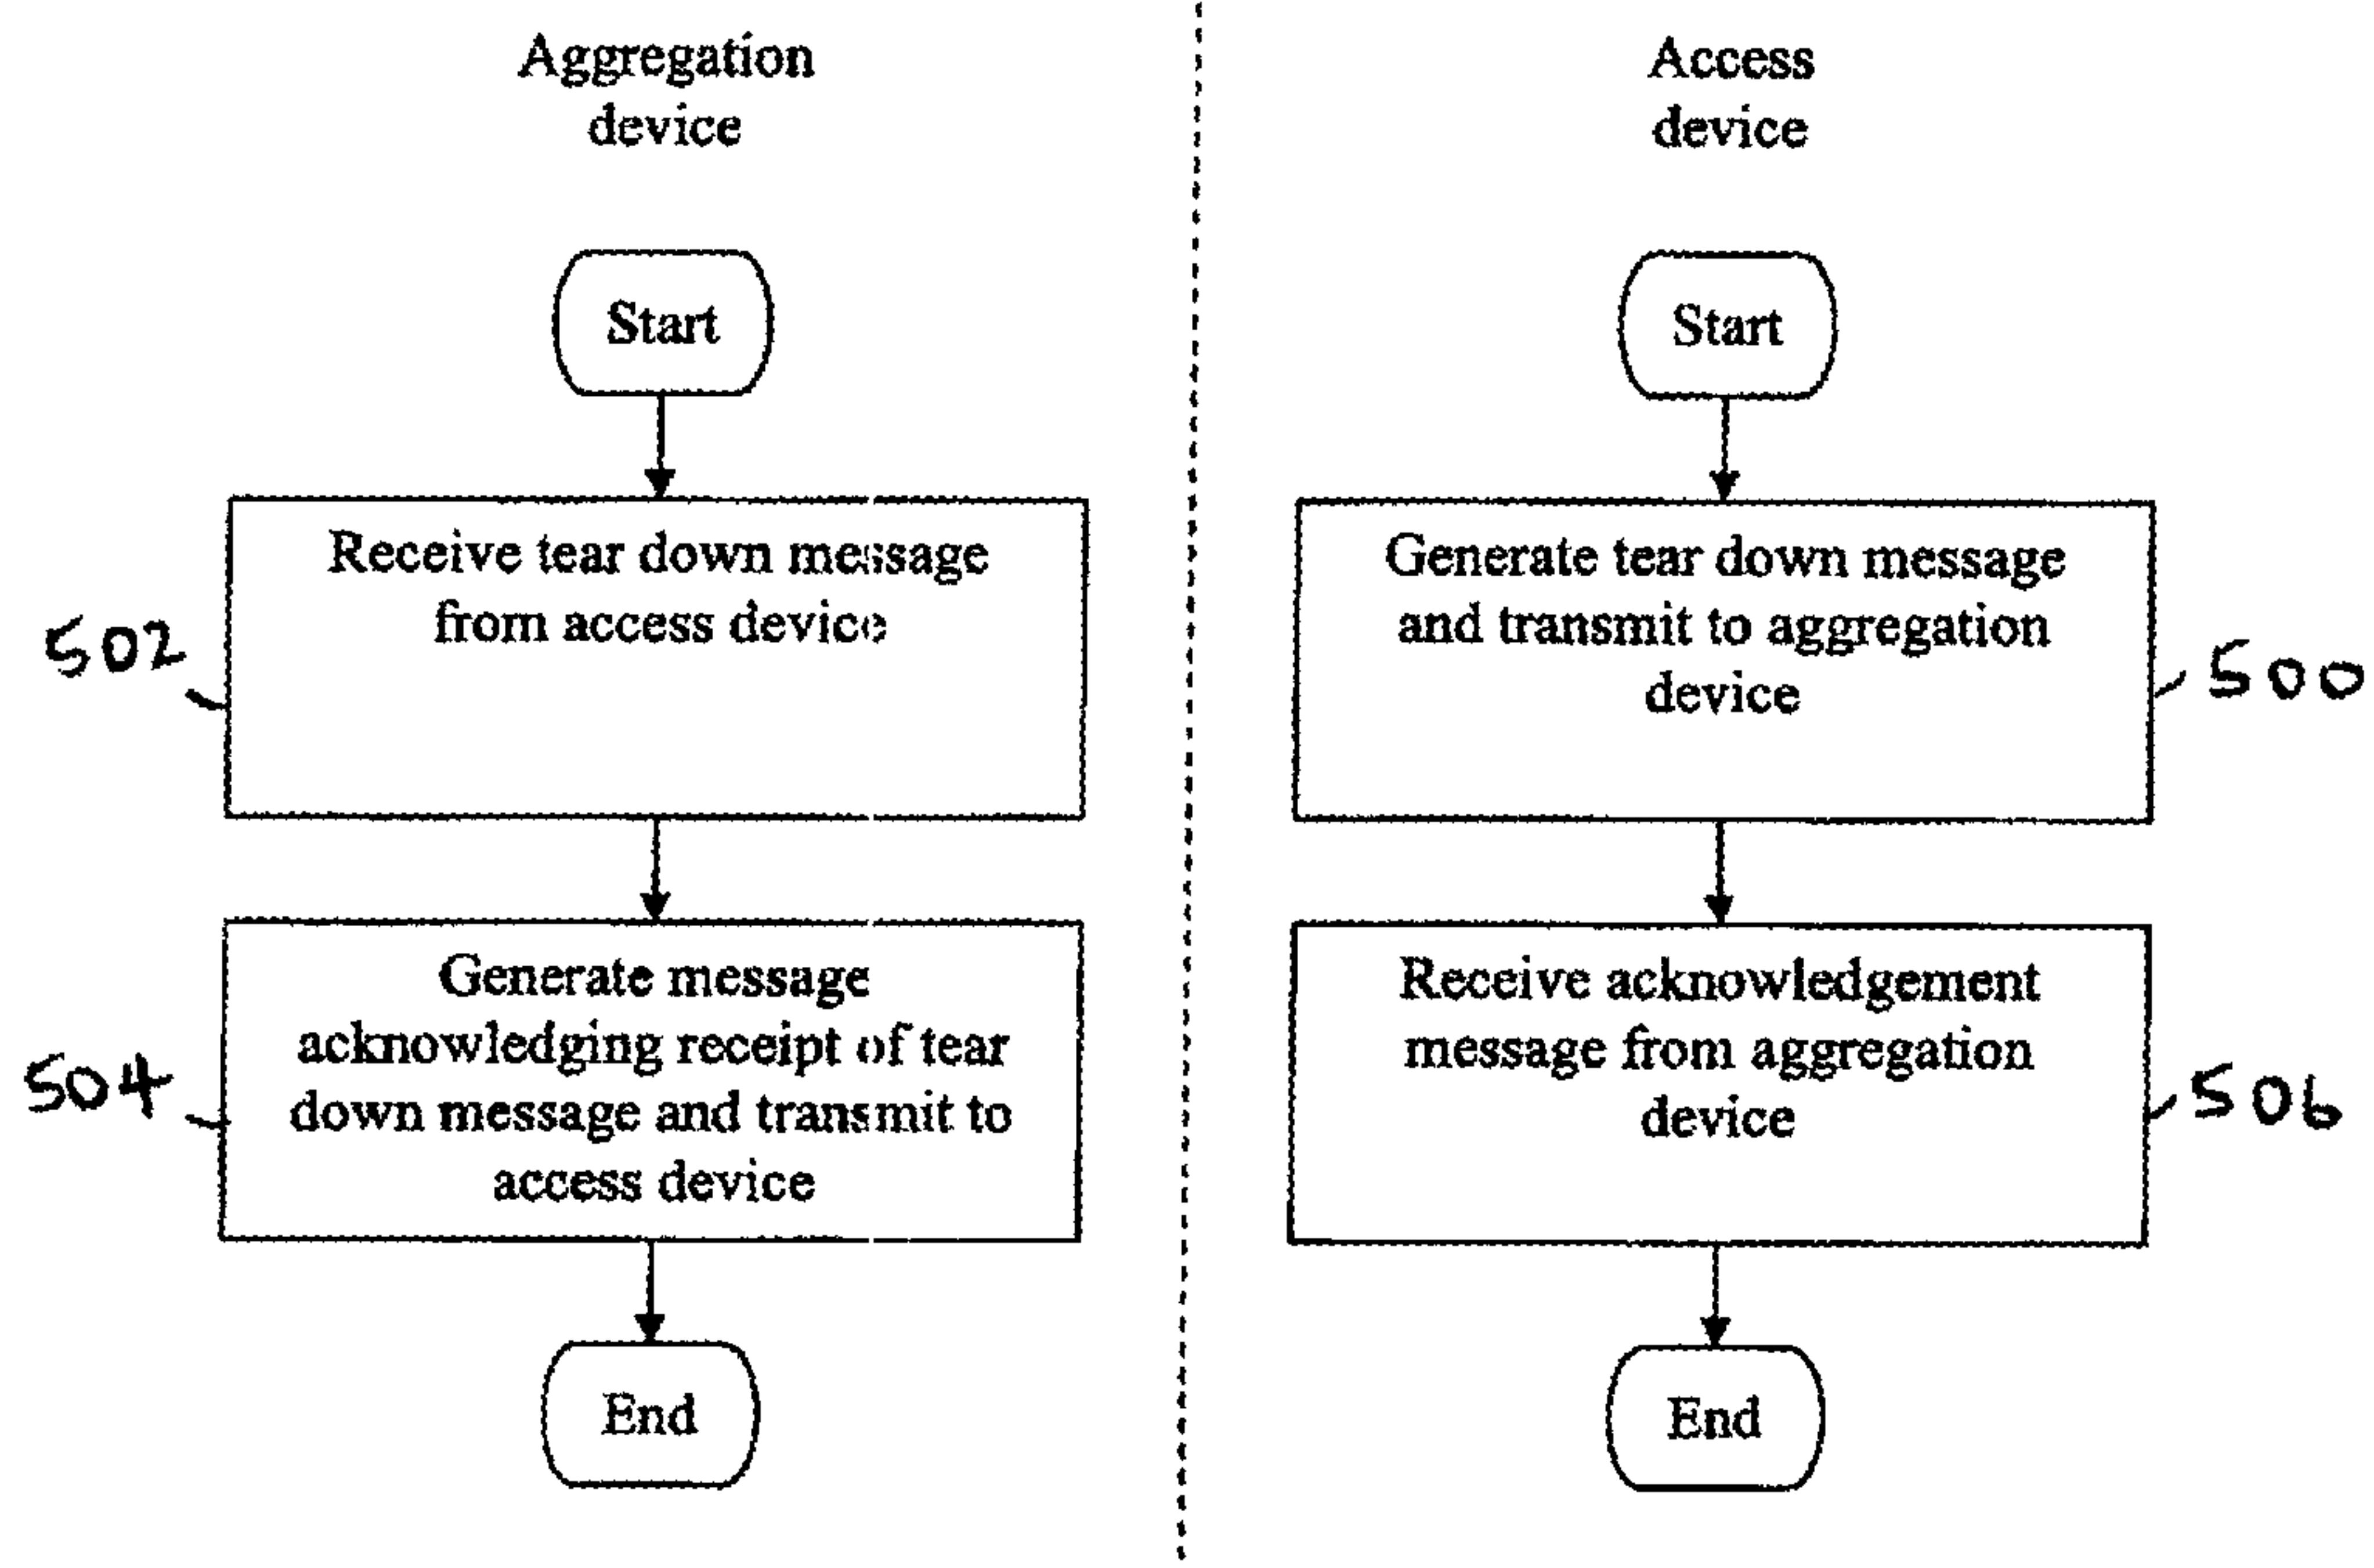 Aggregation
device
Start
Receive tear down message
from access device
502
Generate message
acknowledging receipt of tear
down message and transmit to
access device
504
End
Access
device
Start
Generate tear down message
and transmit to aggregation
device
500
Receive acknowledgement
message from aggregation
device
506
End